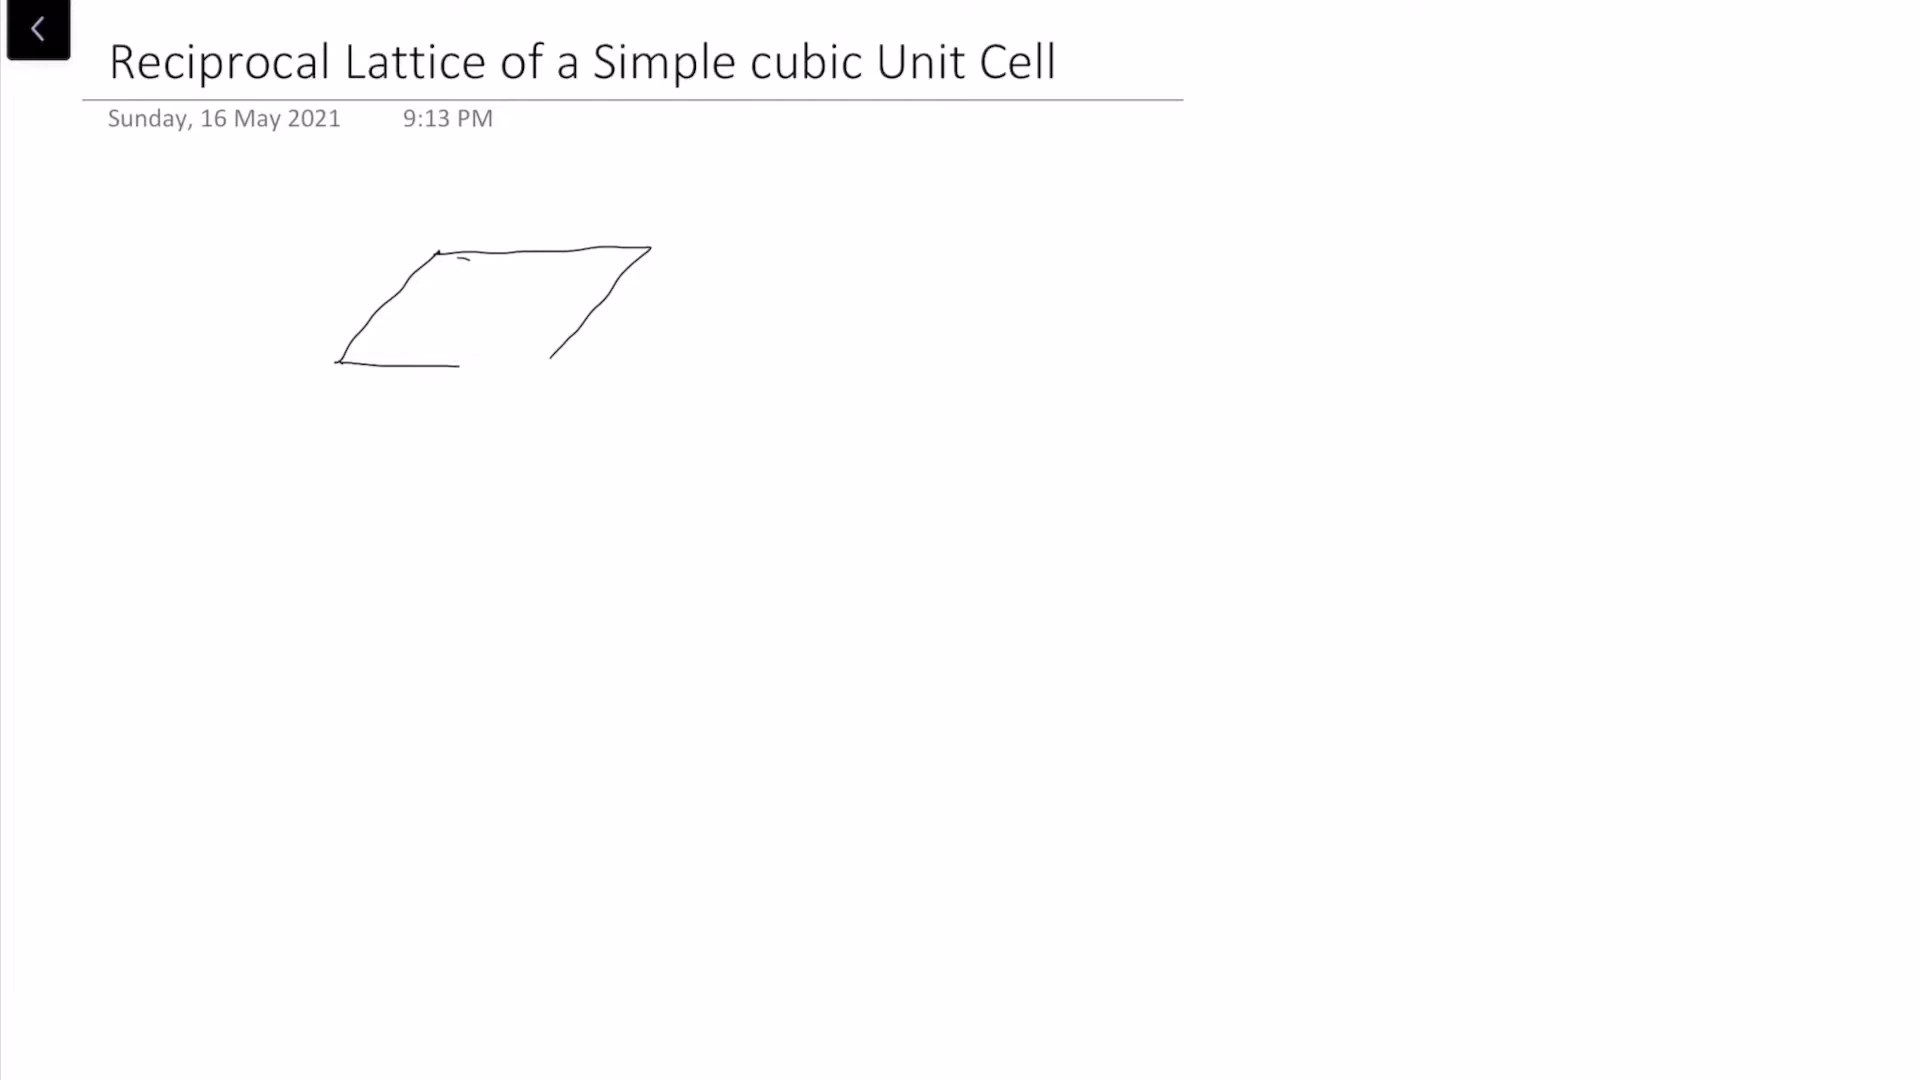 Reciprocal Lattice of a Simple cubic Unit Cell
Sunday, 16 May 2021 9:13 PM